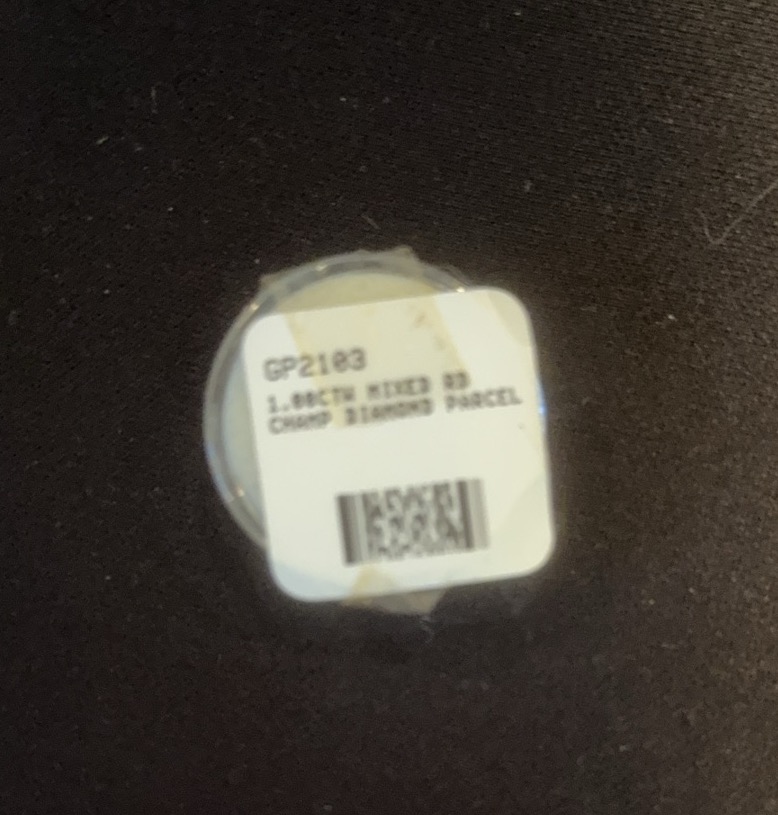 GP2103
1.00CTW MIXED RD
CHAMP DIAMOND PARCEL